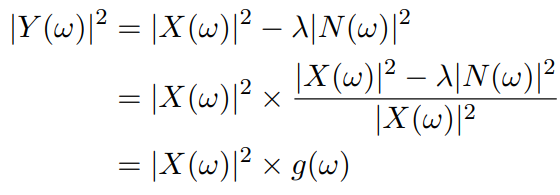 |Y(ω)|² = |X(ω)|² − λ|N(ω)|²
= |X(ω)|² × (|X(ω)|² − λ|N(ω)|²) / |X(ω)|²
= |X(ω)|² × g(ω)